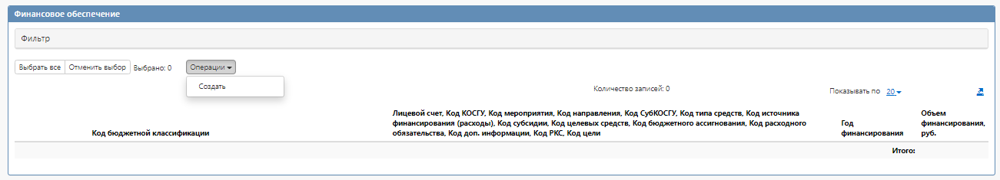 Финансовое обеспечение
Фильтр
Выбрать все Отменить выбор Выбрано: 0 Операции
Создать
Количество записей: 0 Показывать по 20
Код бюджетной классификации
Лицевой счет, Код КОСГУ, Код мероприятия, Код направления, Код СубКОСГУ, Код типа средств, Код источника
финансирования (расходы), Код субсидии, Код целевых средств, Код бюджетного ассигнования, Код расходного
обязательства, Код доп. информации, Код РКС, Код цели
Год
финансирования
Объем
финансирования,
руб.
Итого: